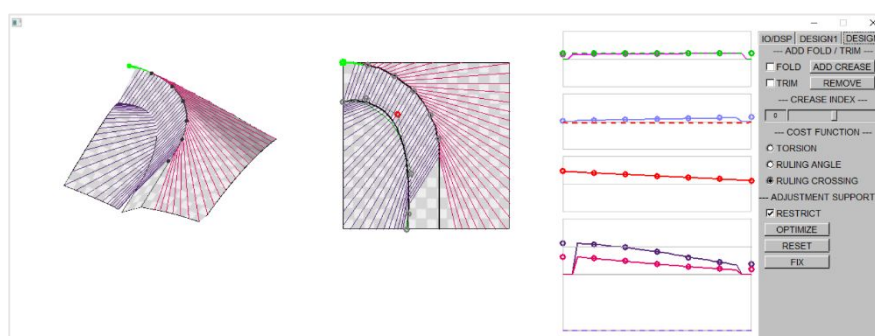 IO/DSP DESIGN1 DESIGN
--- ADD FOLD / TRIM ---
FOLD ADD CREASE
TRIM REMOVE
--- CREASE INDEX ---
0
--- COST FUNCTION ---
TORSION
RULING ANGLE
RULING CROSSING
--- ADJUSTMENT SUPPORT
RESTRICT
OPTIMIZE
RESET
FIX